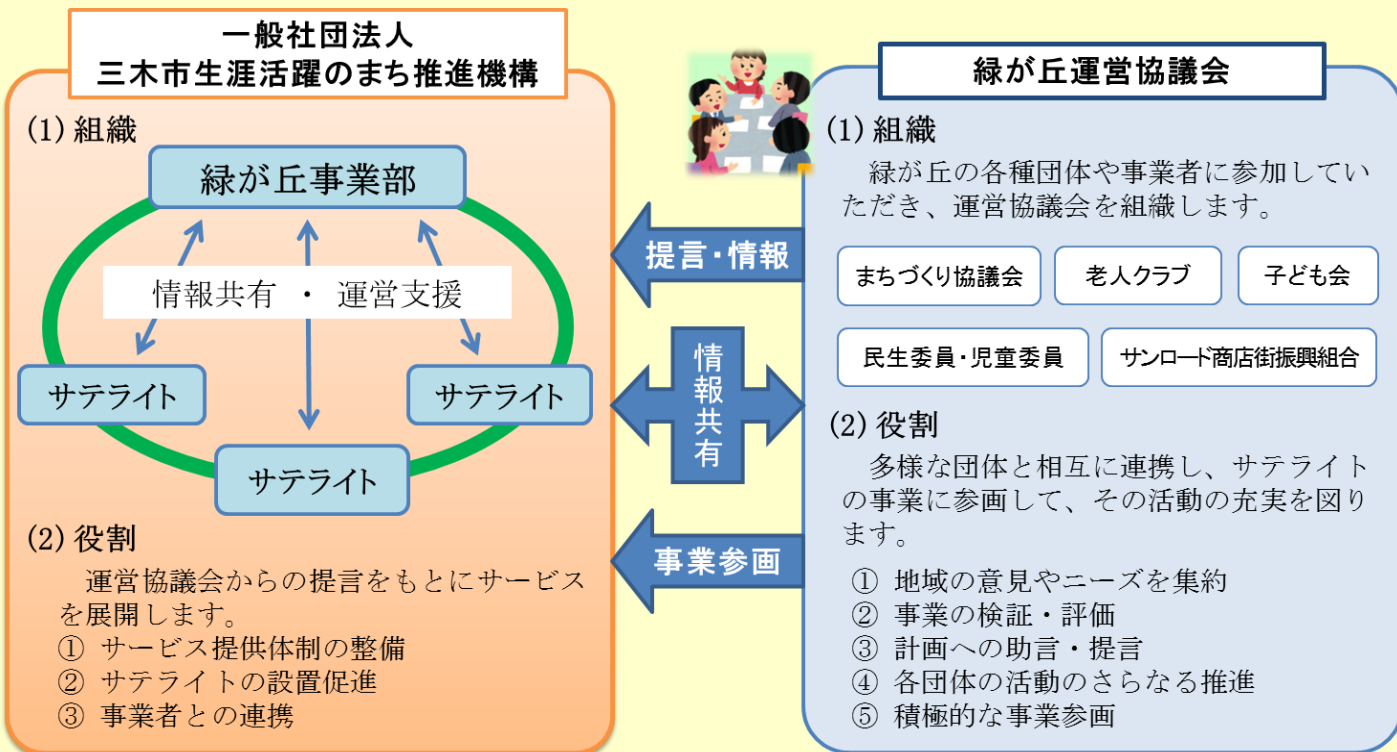 一般社団法人
三木市生涯活躍のまち推進機構
(1) 組織
緑が丘事業部
情報共有 ・ 運営支援
サテライト
サテライト
サテライト
(2) 役割
運営協議会からの提言をもとにサービス
を展開します。
① サービス提供体制の整備
② サテライトの設置促進
③ 事業者との連携
提言・情報
情報共有
事業参画
緑が丘運営協議会
(1) 組織
緑が丘の各種団体や事業者に参加してい
ただき、運営協議会を組織します。
まちづくり協議会
老人クラブ
子ども会
民生委員・児童委員
サンロード商店街振興組合
(2) 役割
多様な団体と相互に連携し、サテライト
の事業に参画して、その活動の充実を図り
ます。
① 地域の意見やニーズを集約
② 事業の検証・評価
③ 計画への助言・提言
④ 各団体の活動のさらなる推進
⑤ 積極的な事業参画